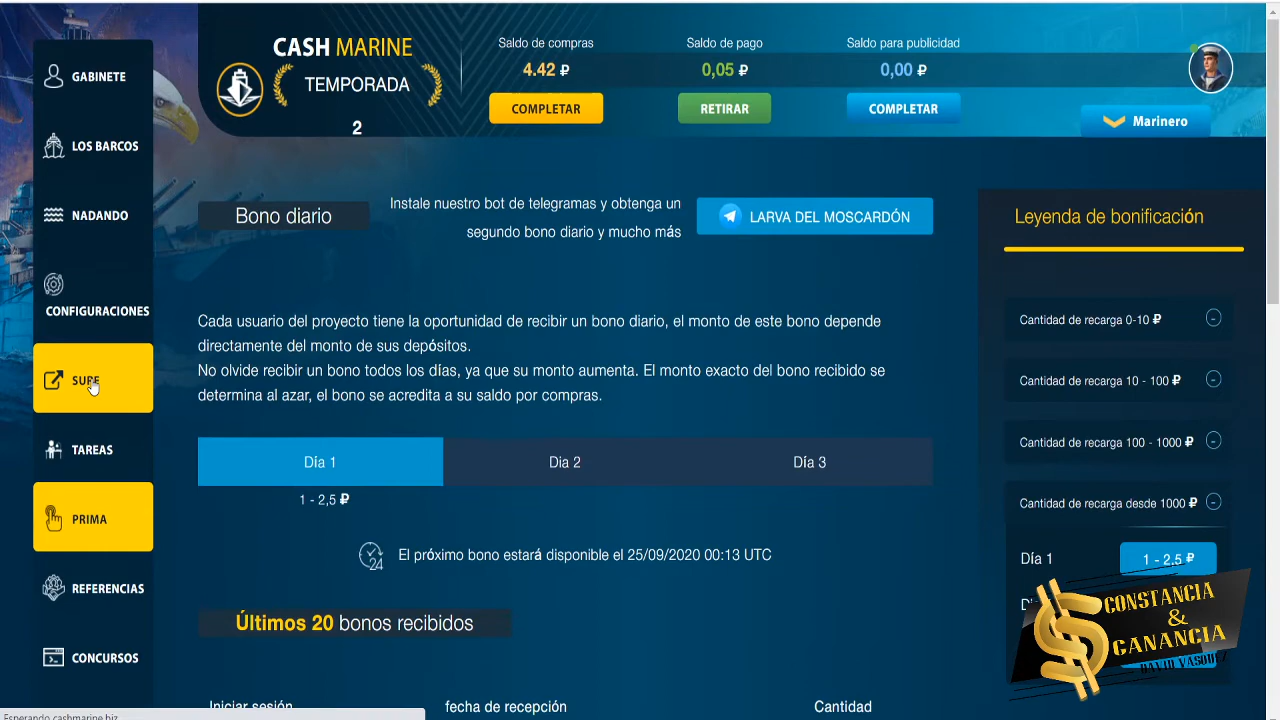 GABINETE
LOS BARCOS
NADANDO
CONFIGURACIONES
SURF
TAREAS
PRIMA
REFERENCIAS
CONCURSOS
CASH MARINE
TEMPORADA
2
Saldo de compras
4.42 ₽
COMPLETAR
Saldo de pago
0,05 ₽
RETIRAR
Saldo para publicidad
0,00 ₽
COMPLETAR
Marinero
Bono diario
Instale nuestro bot de telegramas y obtenga un
segundo bono diario y mucho más
LARVA DEL MOSCARDÓN
Cada usuario del proyecto tiene la oportunidad de recibir un bono diario, el monto de este bono depende
directamente del monto de sus depósitos.
No olvide recibir un bono todos los días, ya que su monto aumenta. El monto exacto del bono recibido se
determina al azar, el bono se acredita a su saldo por compras.
Día 1
Dia 2
DÍA 3
1 - 2,5 ₽
24
El próximo bono estará disponible el 25/09/2020 00:13 UTC
Últimos 20 bonos recibidos
Iniciar sesión
fecha de recepción
Cantidad
Leyenda de bonificación
Cantidad de recarga 0-10 ₽
Cantidad de recarga 10 - 100 ₽
Cantidad de recarga 100 - 1000 ₽
Cantidad de recarga desde 1000 ₽
Día 1
1 - 2,5 ₽
CONSTANCIA
&
GANANCIA
DAVID VASQUEZ
Esperando cashmarine.biz